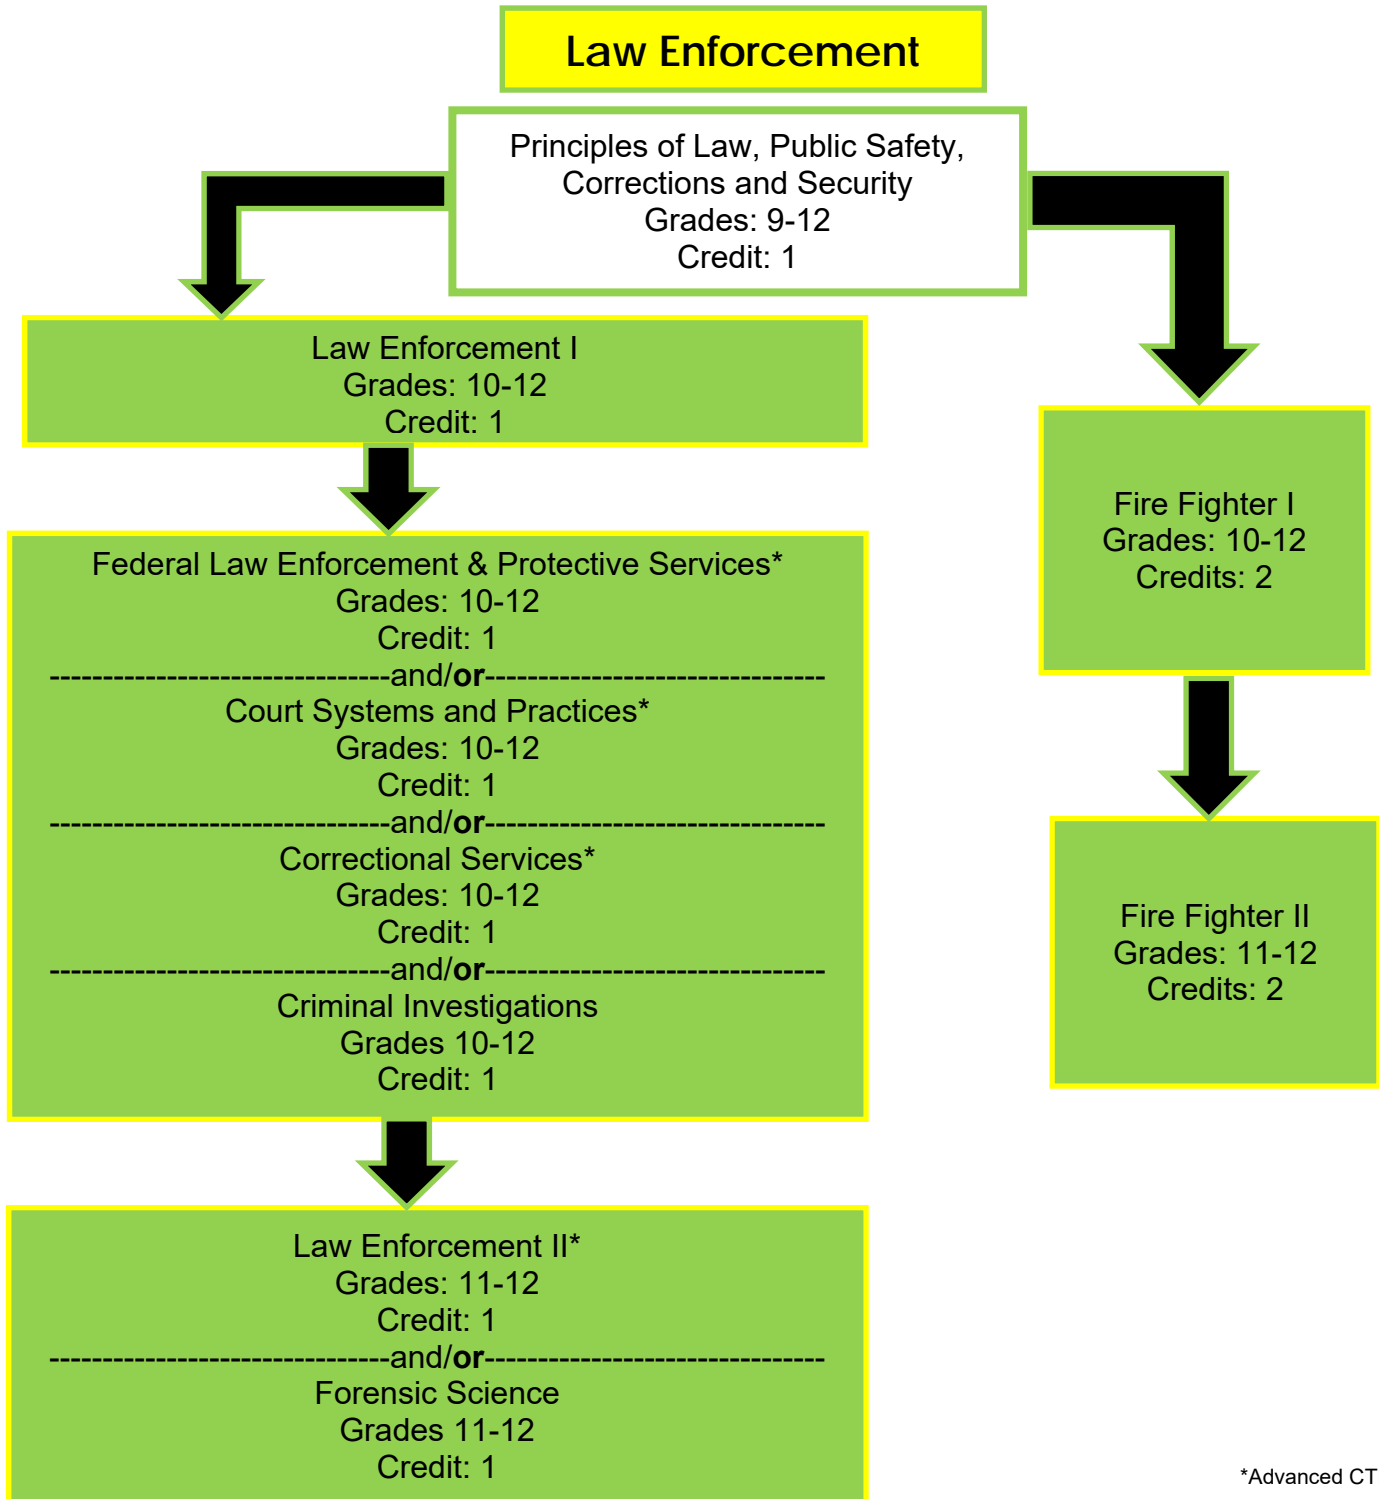 Law Enforcement
Principles of Law, Public Safety,
Corrections and Security
Grades: 9-12
Credit: 1
Law Enforcement I
Grades: 10-12
Credit: 1
Federal Law Enforcement & Protective Services*
Grades: 10-12
Credit: 1
--------------------------------and/or--------------------------------
Court Systems and Practices*
Grades: 10-12
Credit: 1
--------------------------------and/or--------------------------------
Correctional Services*
Grades: 10-12
Credit: 1
--------------------------------and/or--------------------------------
Criminal Investigations
Grades 10-12
Credit: 1
Law Enforcement II*
Grades: 11-12
Credit: 1
--------------------------------and/or--------------------------------
Forensic Science
Grades 11-12
Credit: 1
Fire Fighter I
Grades: 10-12
Credits: 2
Fire Fighter II
Grades: 11-12
Credits: 2
*Advanced CT